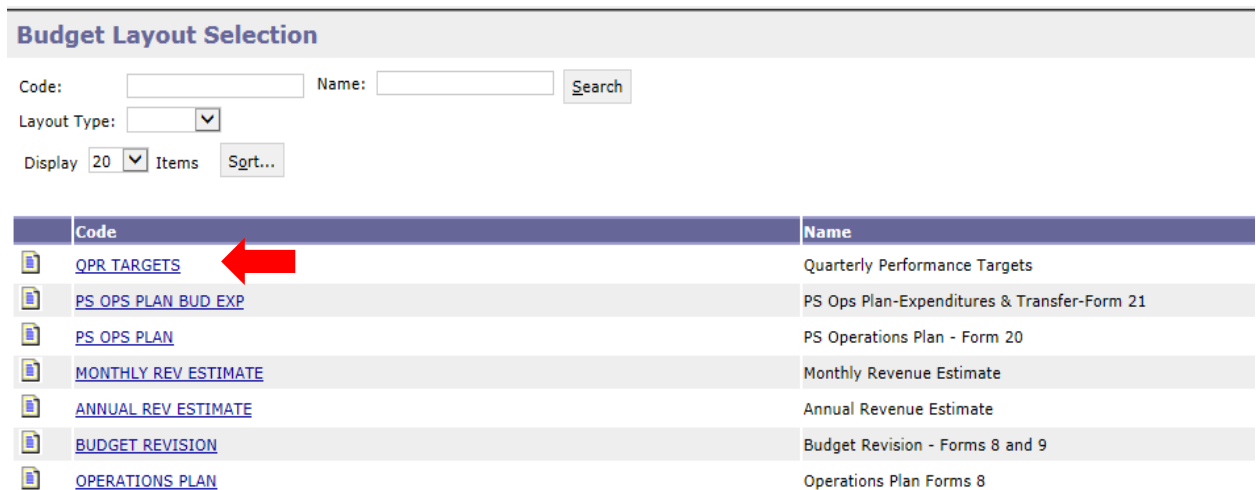 Budget Layout Selection
Code: Name: Search
Layout Type:
Display 20 Items Sort...
Code Name
QPR TARGETS Quarterly Performance Targets
PS OPS PLAN BUD EXP PS Ops Plan-Expenditures & Transfer-Form 21
PS OPS PLAN PS Operations Plan - Form 20
MONTHLY REV ESTIMATE Monthly Revenue Estimate
ANNUAL REV ESTIMATE Annual Revenue Estimate
BUDGET REVISION Budget Revision - Forms 8 and 9
OPERATIONS PLAN Operations Plan Forms 8